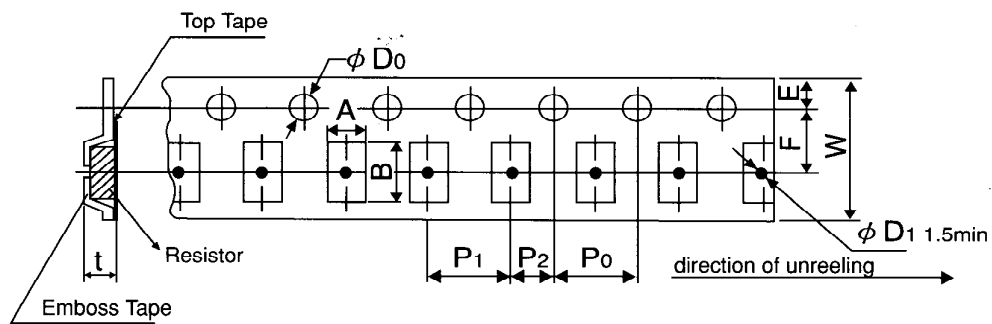 Top Tape
φ D0
A
E
B
F
W
Resistor
t
P1
P2
P0
φ D1 1.5min
direction of unreeling
Emboss Tape